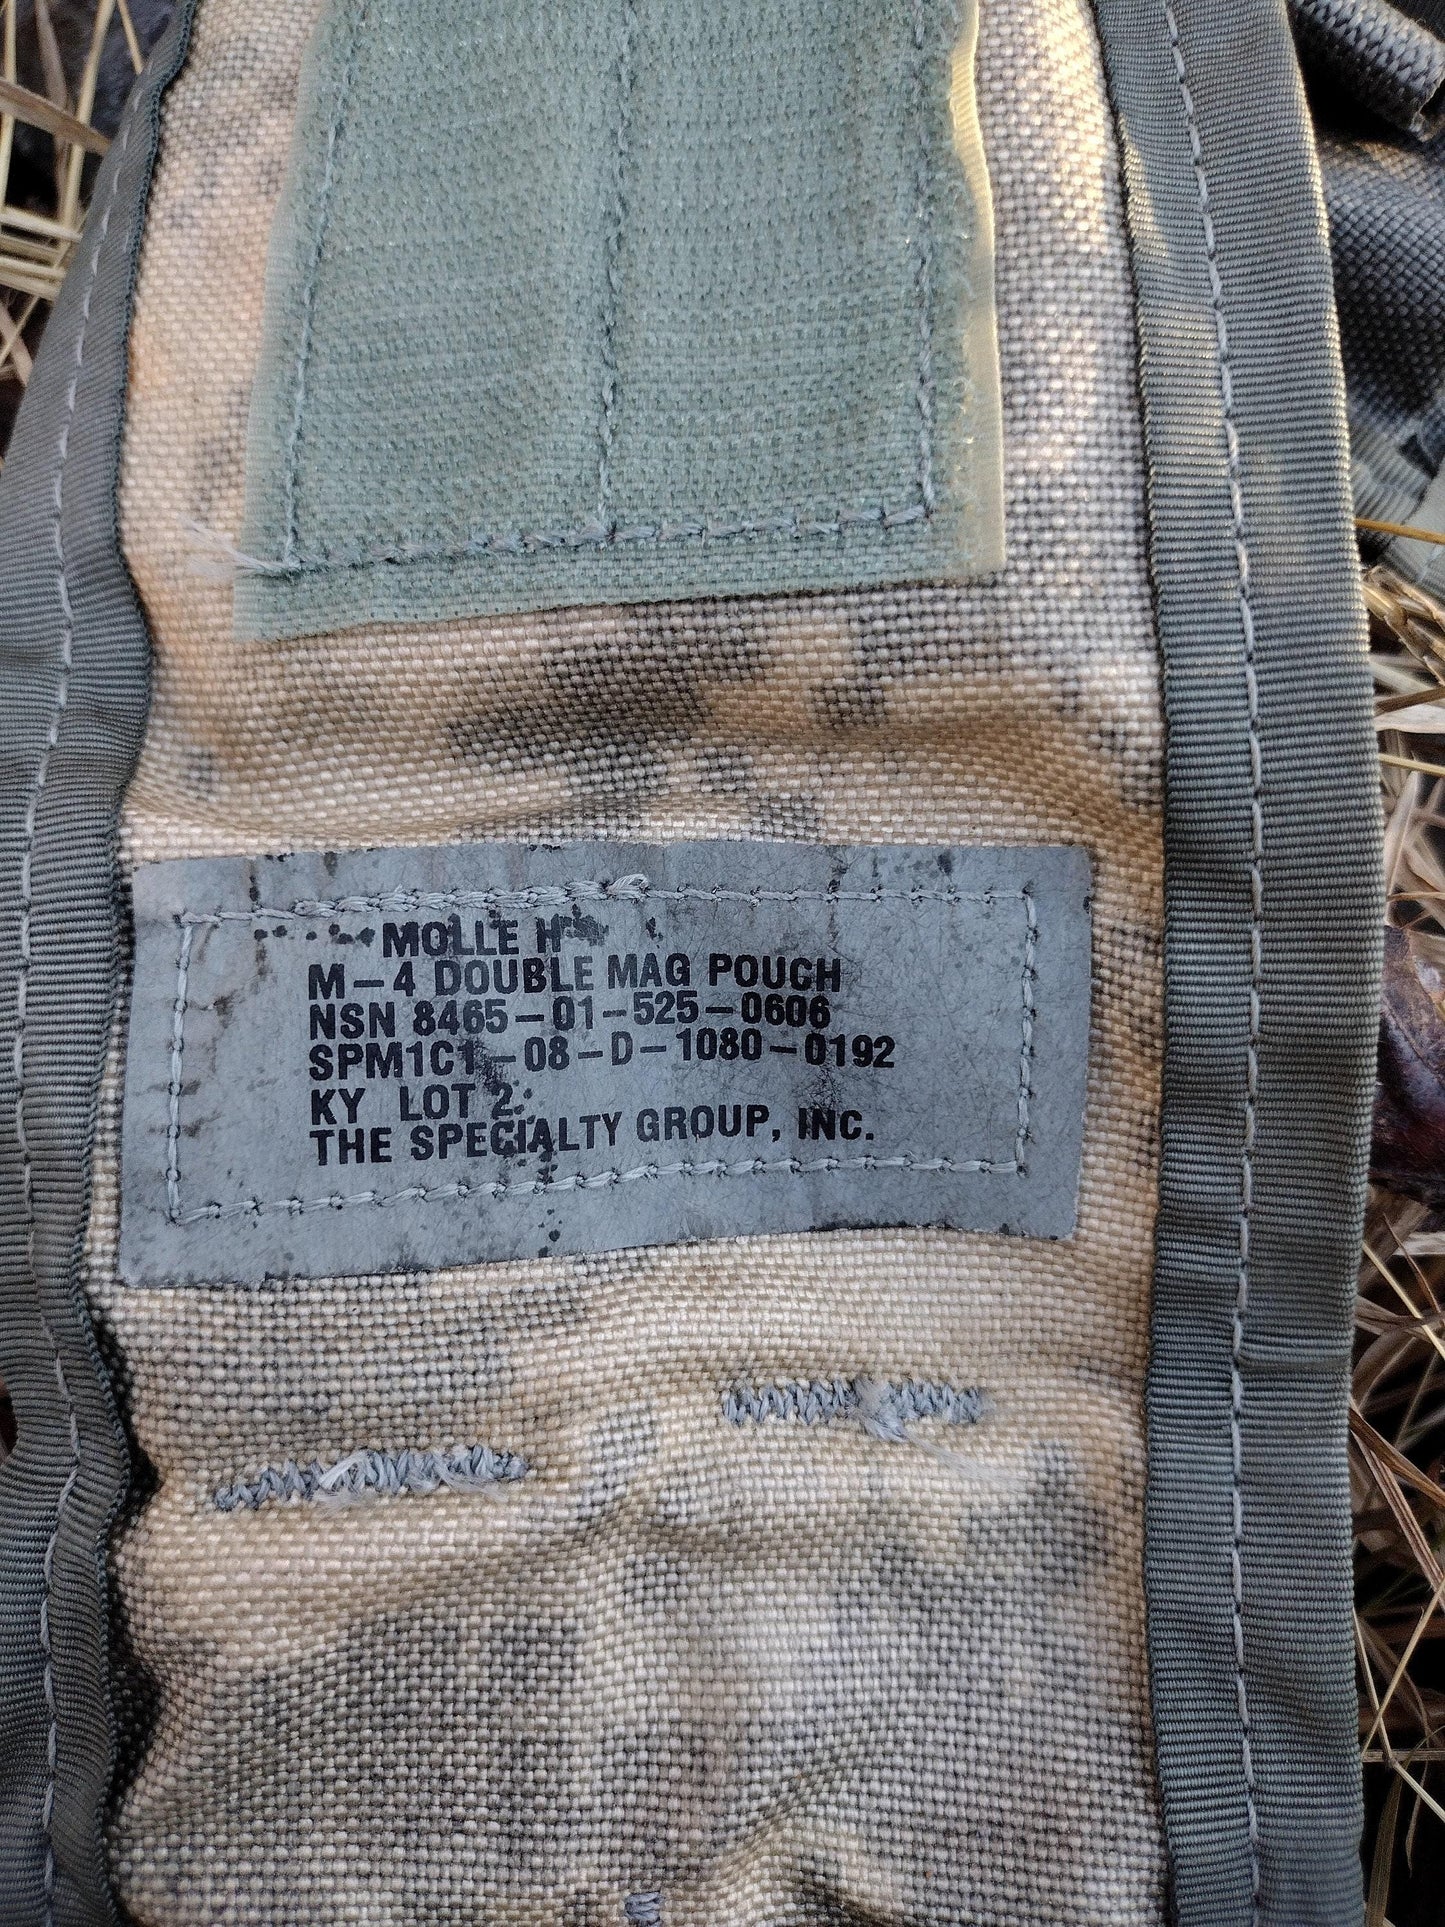 MOLLE II
M-4 DOUBLE MAG POUCH
NSN 8465-01-525-0606
SPM1C1-08-D-1080-0192
KY LOT 2
THE SPECIALTY GROUP, INC.